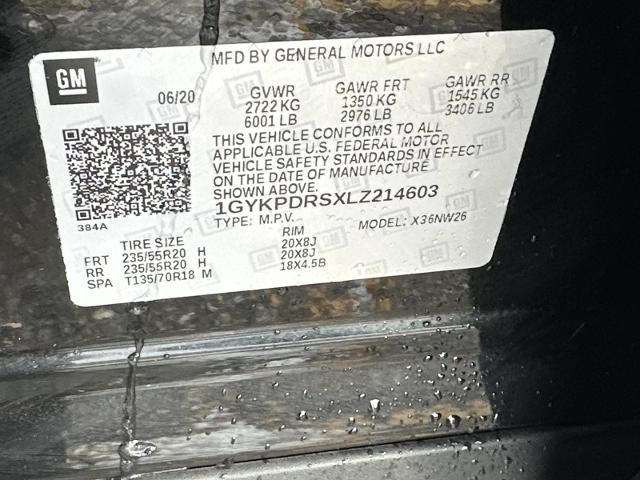 MFD BY GENERAL MOTORS LLC
GM
06/20
GVWR GAWR FRT GAWR RR
2722 KG 1350 KG 1545 KG
6001 LB 2976 LB 3406 LB
THIS VEHICLE CONFORMS TO ALL
APPLICABLE U.S. FEDERAL MOTOR
VEHICLE SAFETY STANDARDS IN EFFECT
ON THE DATE OF MANUFACTURE
SHOWN ABOVE.
1GYKPDRSXLZ214603
384A
TYPE: M.P.V. MODEL: X36NW26
TIRE SIZE RIM
FRT 235/55R20 H 20X8J
RR 235/55R20 H 20X8J
SPA T135/70R18 M 18X4.5B